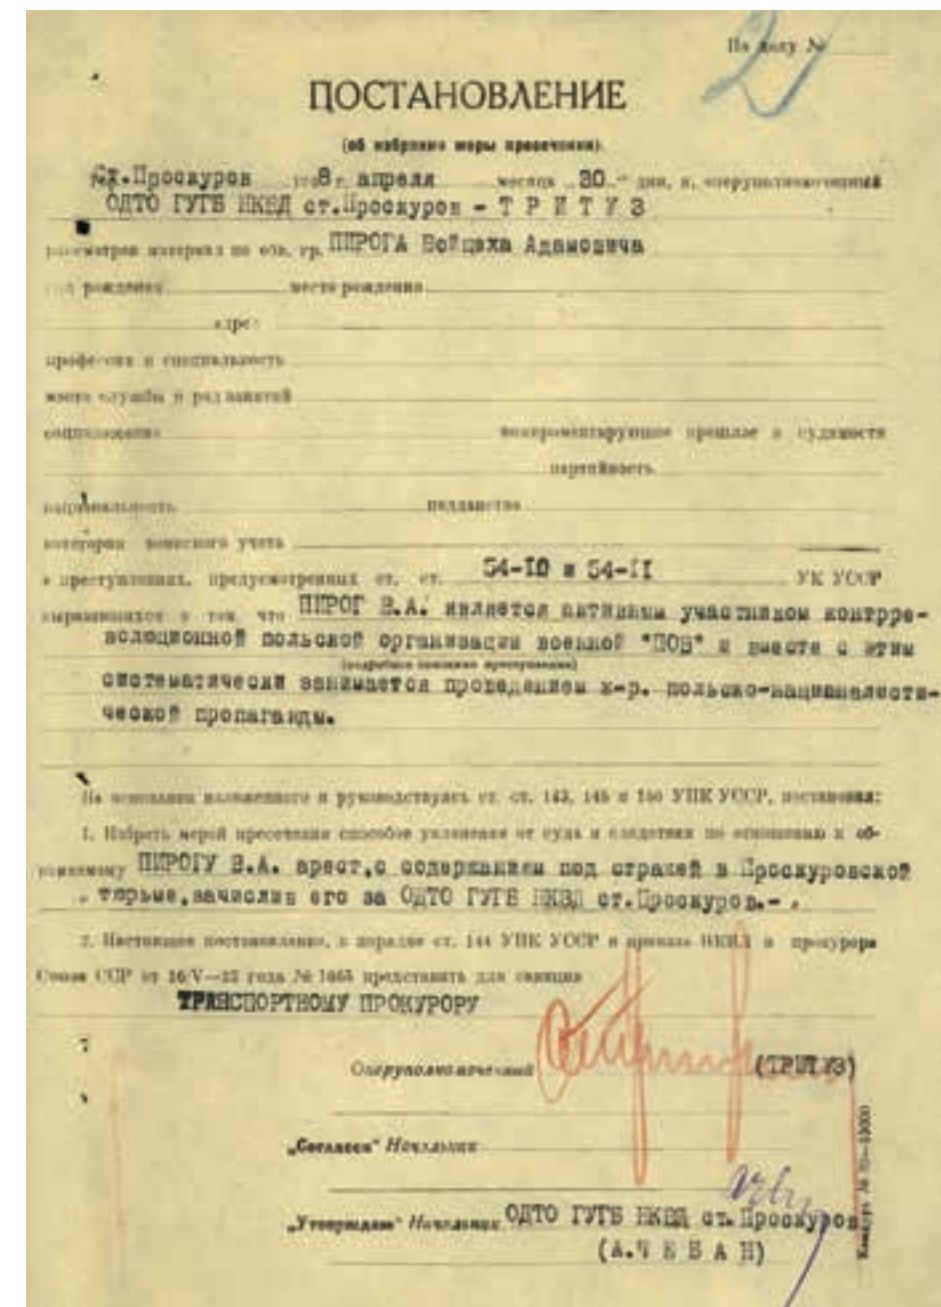 По делу №
2
ПОСТАНОВЛЕНИЕ
(об избрании меры пресечения).
Ст.Проскуров 1938 г. апреля месяца 30 дня, я, оперуполномоченный
ОДТО ГУГБ НКВД ст.Проскуров - Т Р И Т У З
рассмотрев материал по обв. гр. ПИРОГА Войцеха Адамовича
год рождения место рождения
адрес
профессия и специальность
место службы и род занятий
соцположение компрометирующие прошлое и судимости
партийность
национальность подданство
категория воинского учета
в преступлениях, предусмотренных ст. ст. 54-10 и 54-11 УК УССР
выразившихся в том, что ПИРОГ В.А. является активным участником контрре-
волюционной польской организации военной "ПОВ" и вместе с этим
(подробное описание преступления)
систематически занимается проведением к-р. польско-националисти-
ческой пропаганды.
На основании изложенного и руководствуясь ст. ст. 143, 145 и 156 УПК УССР, постановил:
1. Избрать мерой пресечения способов уклонения от суда и следствия по отношению к об-
виняемому ПИРОГУ В.А. арест,с содержанием под стражей в Проскуровской
тюрьме,зачислив его за ОДТО ГУГБ НКВД ст.Проскуров.-
2. Настоящее постановление, в порядке ст. 144 УПК УССР и приказа НКВД и прокурора
Союза ССР от года № представить для санкции
ТРАНСПОРТНОМУ ПРОКУРОРУ
Оперуполномоченный (ТРИТУЗ)
„Согласен" Начальник
„Утверждаю" Начальник ОДТО ГУГБ НКВД ст.Проскуров
(А.Ч Е Б А Н)